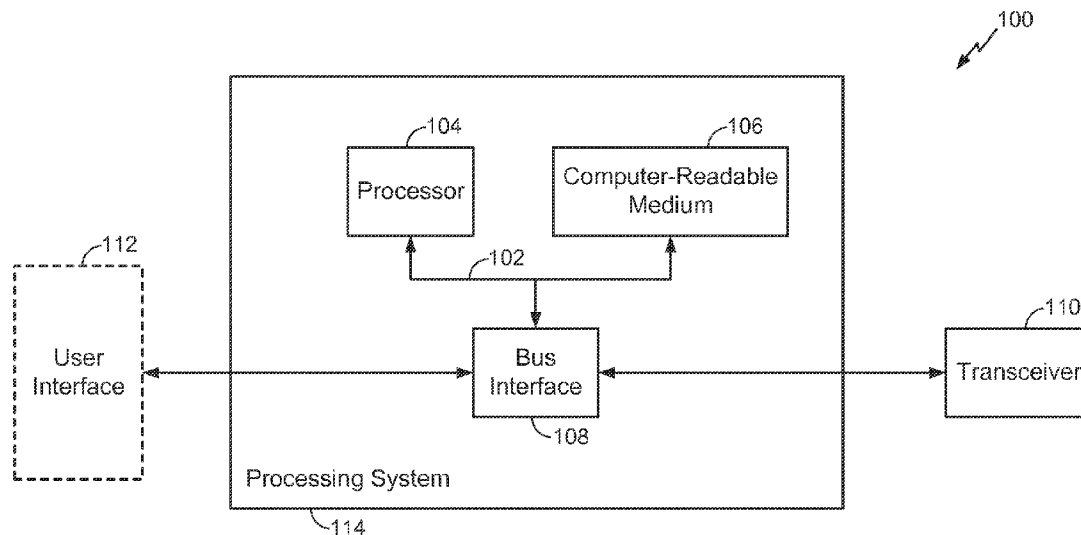 100
104
106
Processor
Computer-Readable
Medium
112
102
110
User
Interface
Bus
Interface
Transceiver
108
Processing System
114